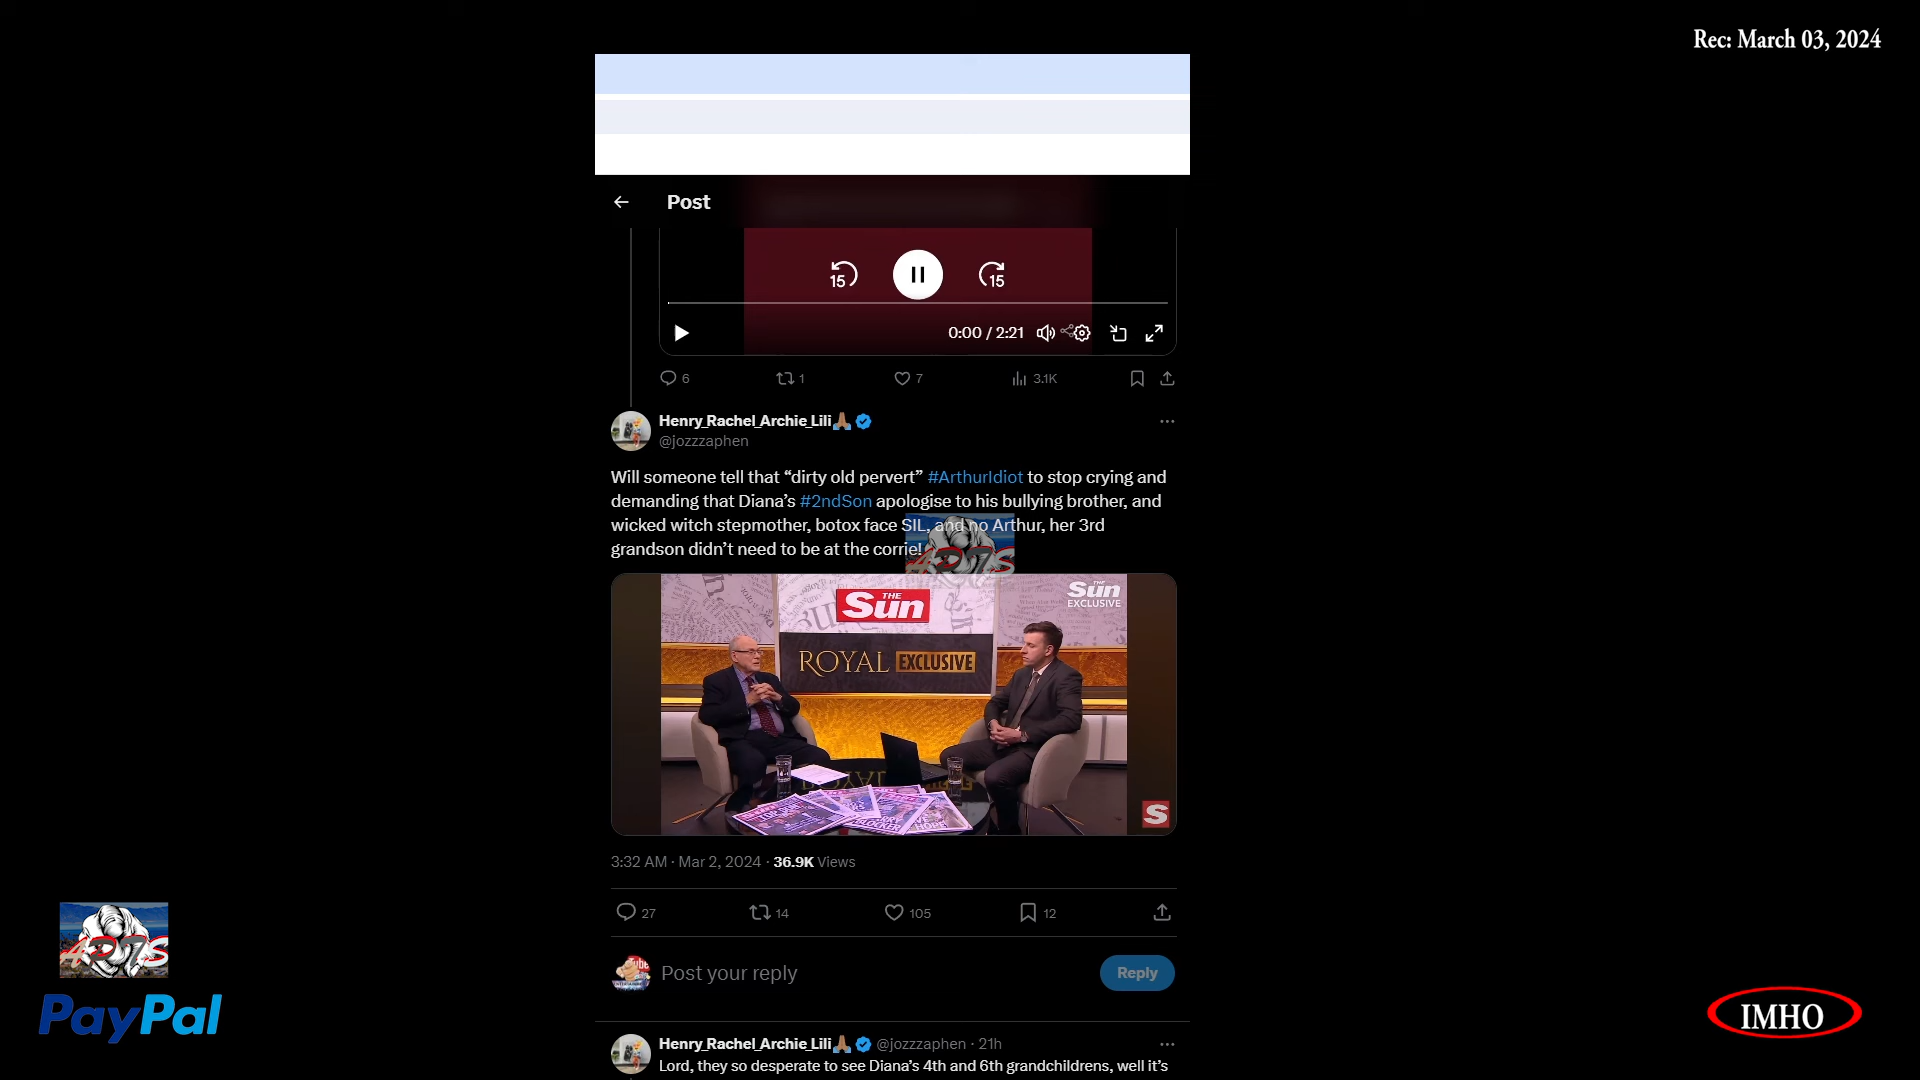 Rec: March 03, 2024
Post
15
15
0:00 / 2:21
6
1
7
3.1K
Henry_Rachel_Archie_Lili🙏🏽
@jozzzaphen
Will someone tell that “dirty old pervert” #ArthurIdiot to stop crying and
demanding that Diana’s #2ndSon apologise to his bullying brother, and
wicked witch stepmother, botox face SIL, and no Arthur, her 3rd
grandson didn’t need to be at the corrie!
THE
Sun
THE
Sun
EXCLUSIVE
ROYAL EXCLUSIVE
S
3:32 AM · Mar 2, 2024 · 36.9K Views
27
14
105
12
Post your reply
Reply
PayPal
IMHO
Henry_Rachel_Archie_Lili🙏🏽 @jozzzaphen · 21h
Lord, they so desperate to see Diana’s 4th and 6th grandchildrens, well it’s